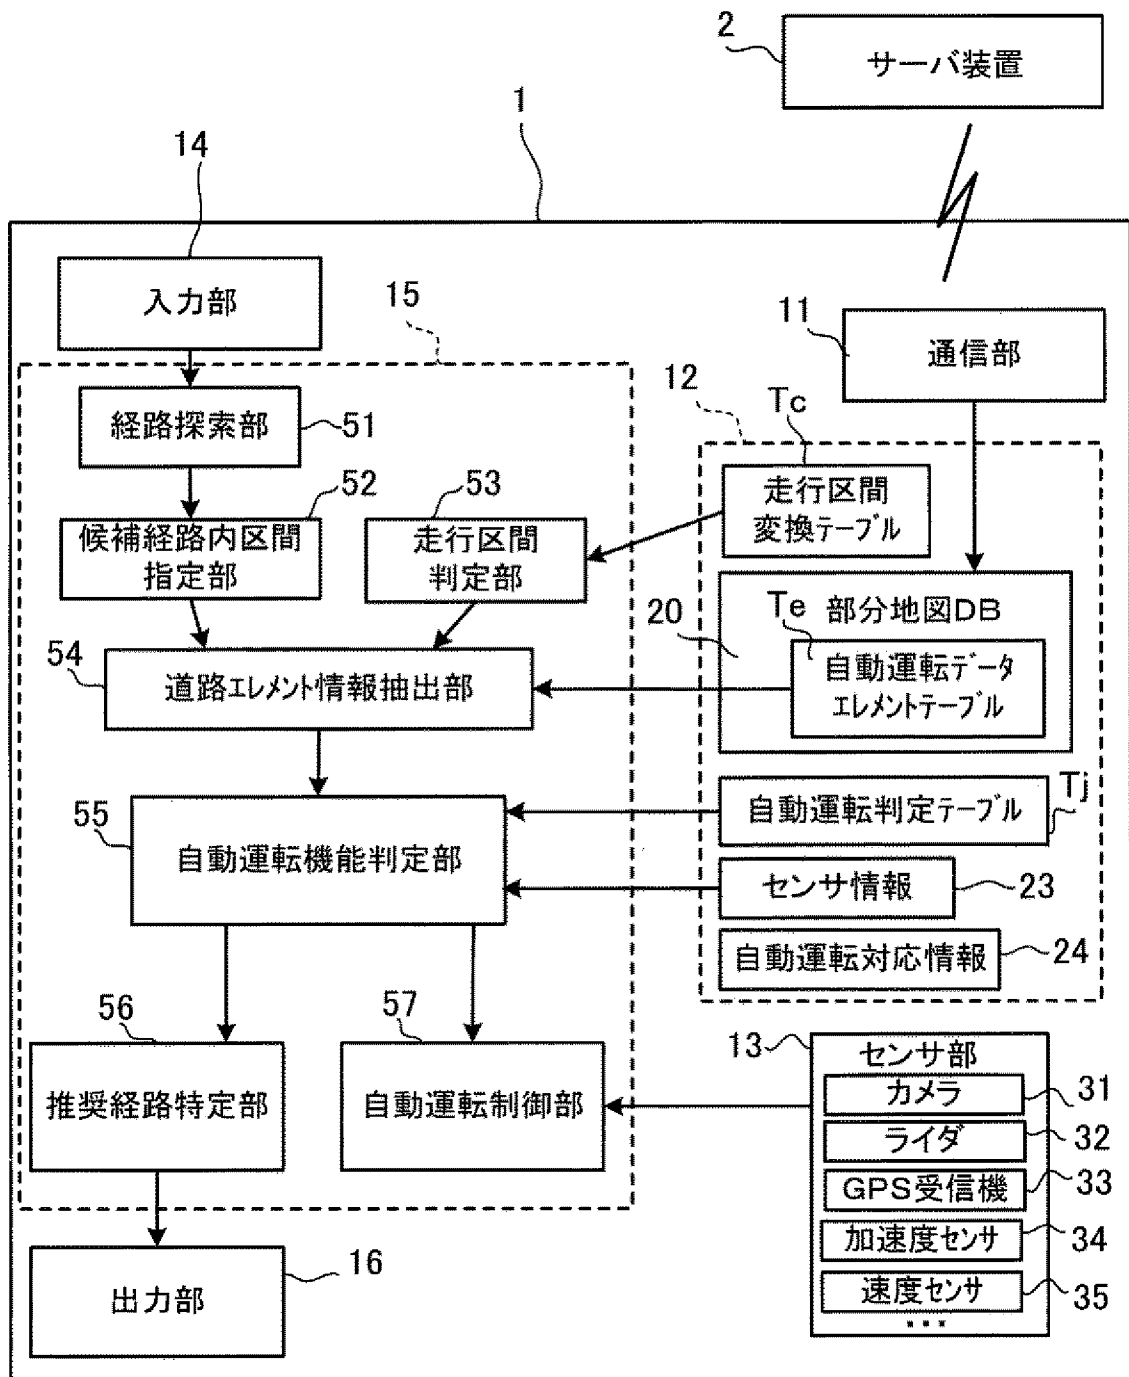 2
サーバ装置
1
14
入力部
15
11
通信部
12
Tc
経路探索部
51
走行区間
変換テーブル
52
53
候補経路内区間
指定部
走行区間
判定部
20
Te
部分地図DB
自動運転データ
エレメントテーブル
54
道路エレメント情報抽出部
55
自動運転機能判定部
自動運転判定テーブル
Tj
センサ情報
23
自動運転対応情報
24
56
推奨経路特定部
57
自動運転制御部
13
センサ部
カメラ
31
ライダ
32
GPS受信機
33
加速度センサ
34
速度センサ
35
...
出力部
16